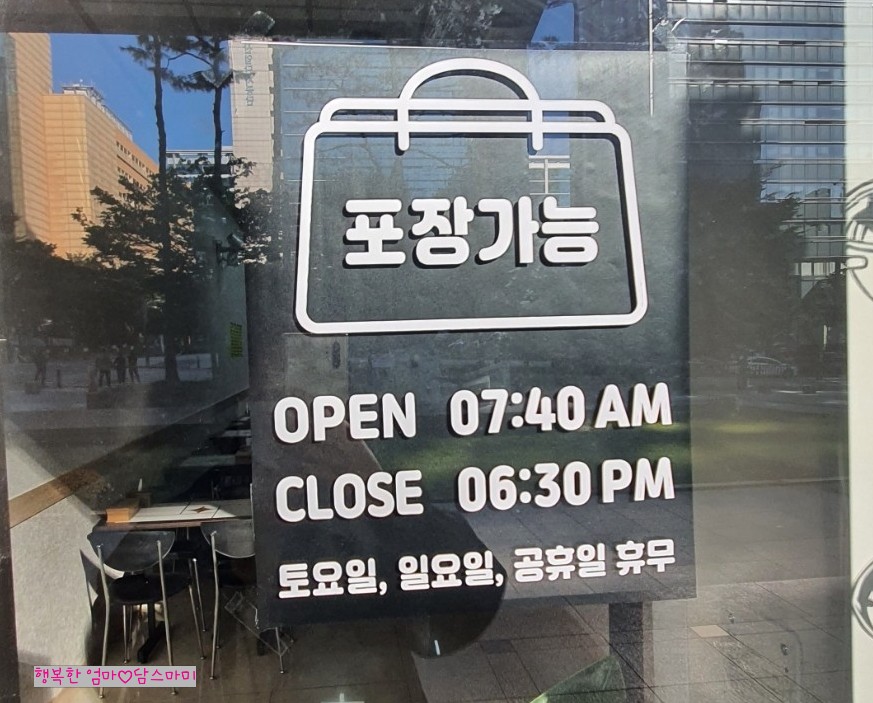 포장가능
OPEN 07:40 AM
CLOSE 06:30 PM
토요일, 일요일, 공휴일 휴무
행복한 엄마♡담스마미